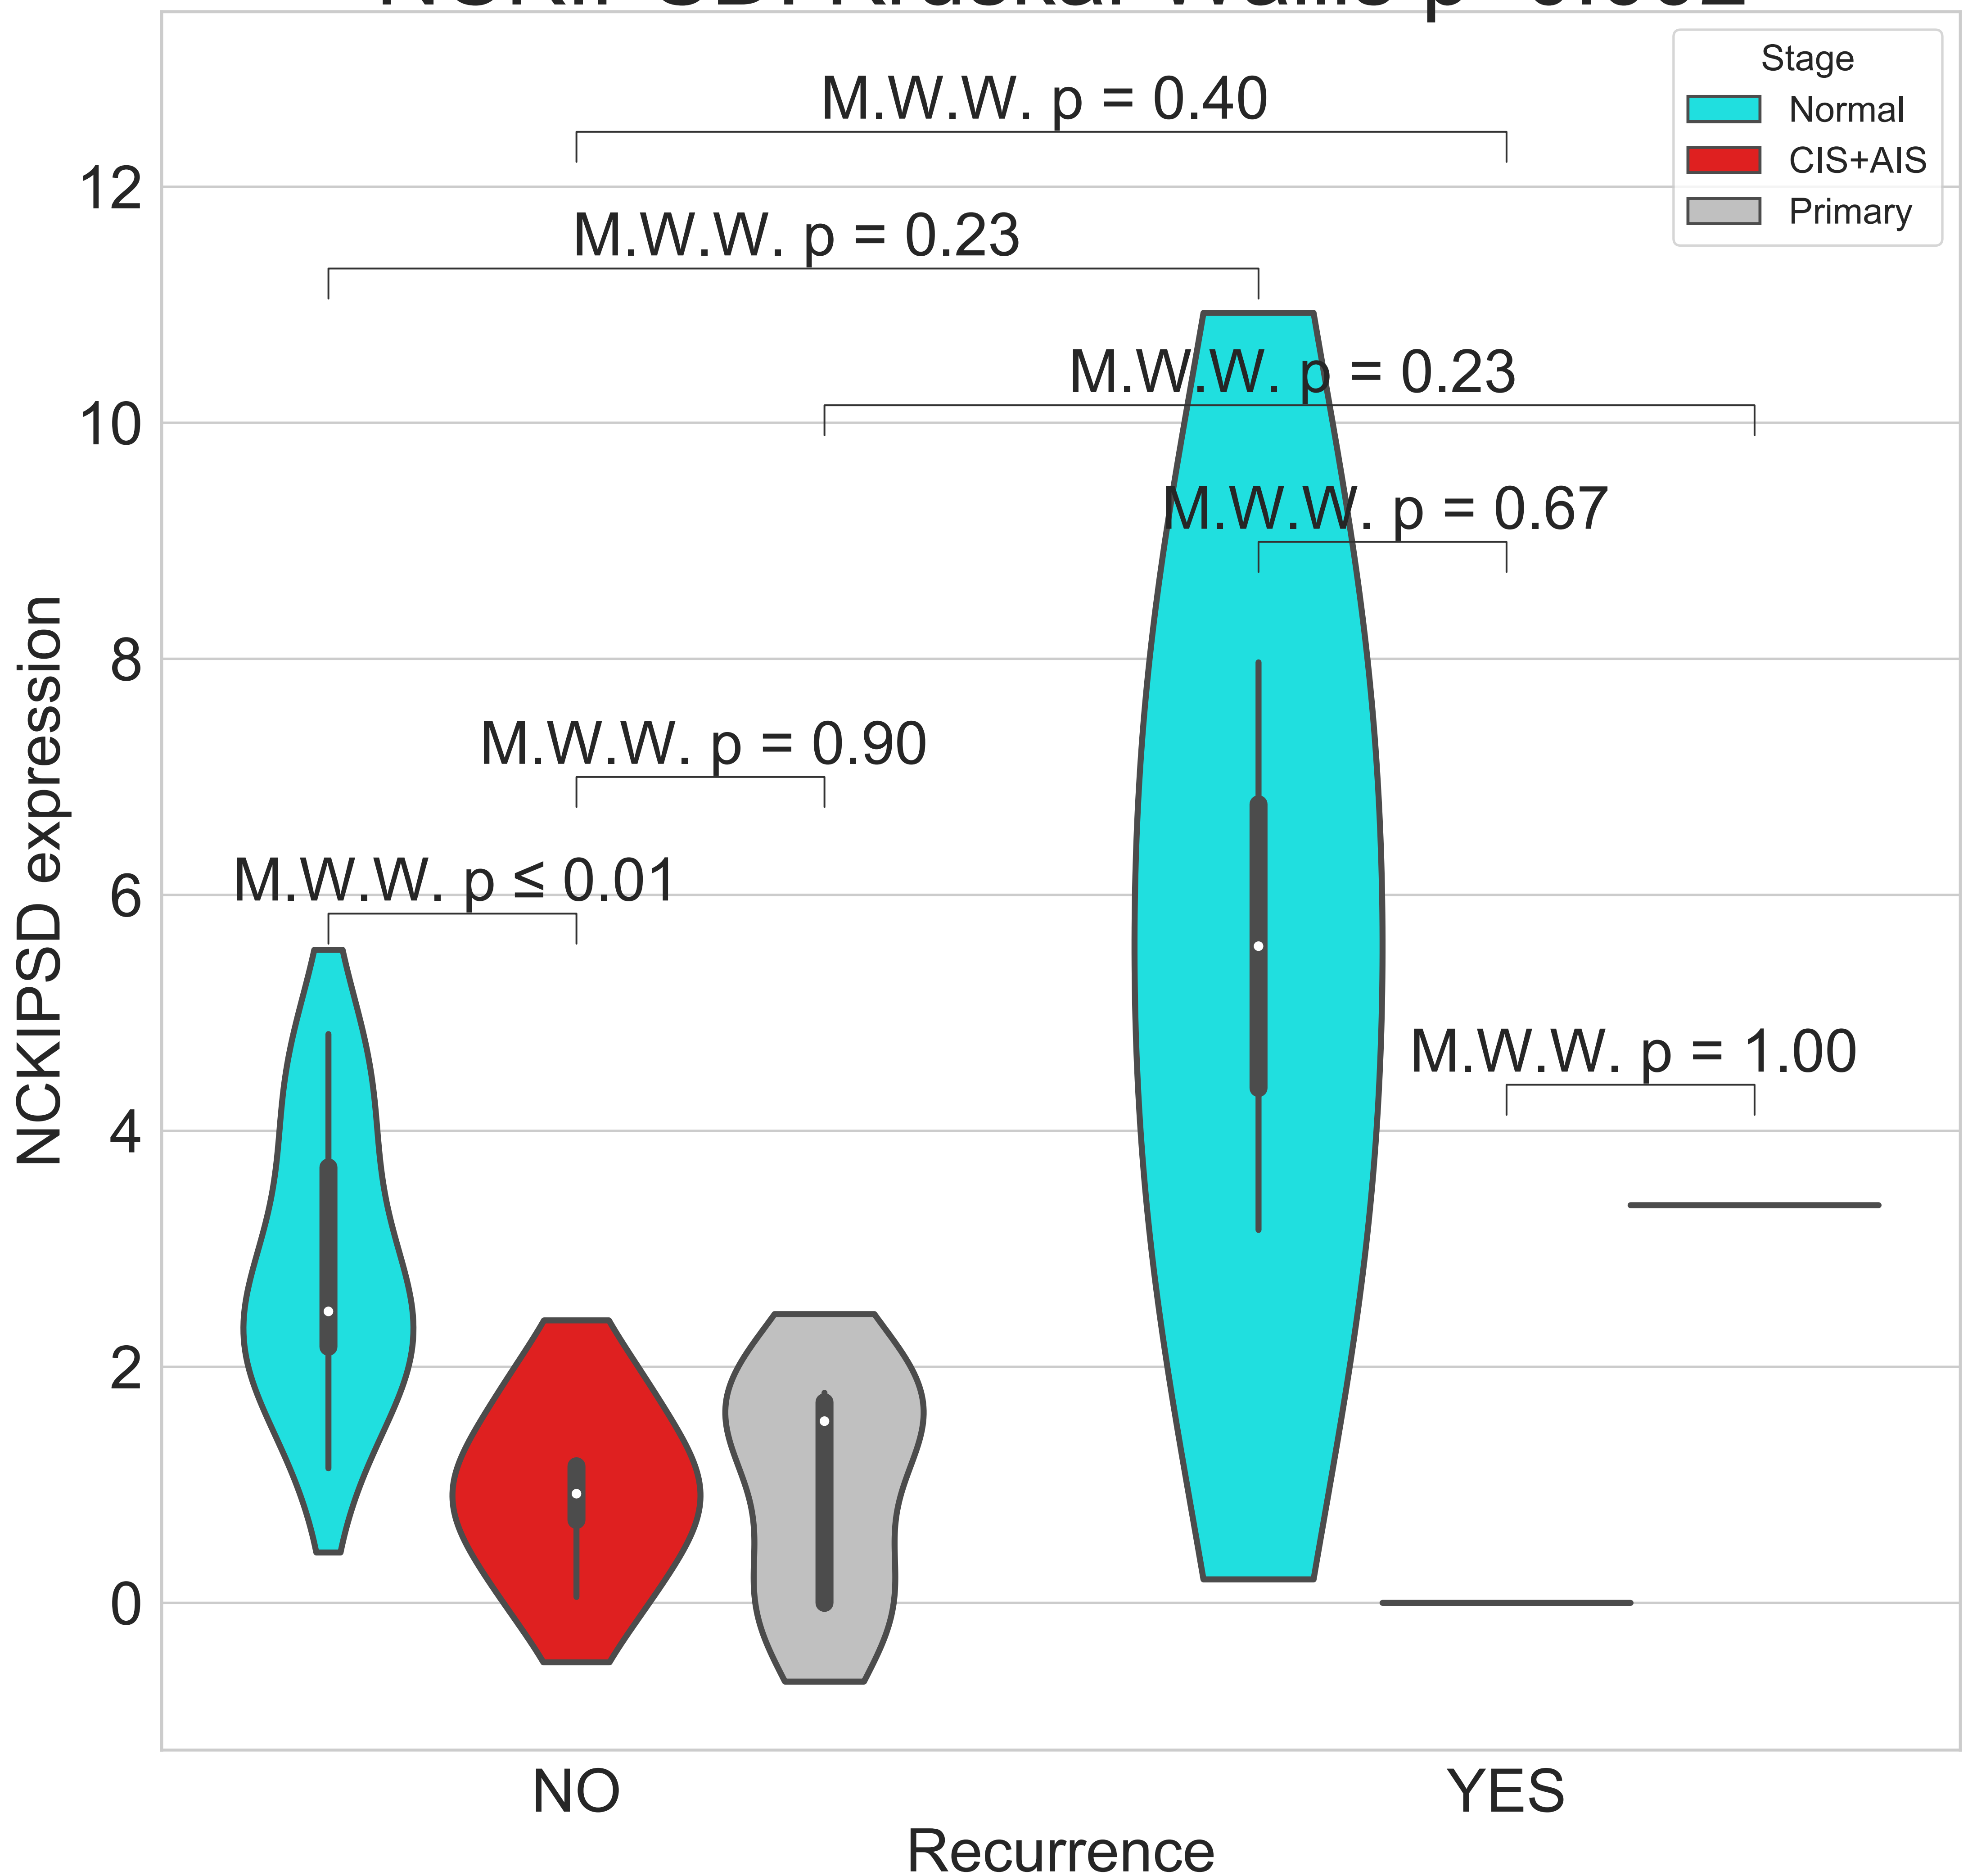 Stage
Normal
CIS+AIS
Primary
M.W.W. p = 0.40
12
M.W.W. p = 0.23
M.W.W. p = 0.23
10
M.W.W. p = 0.67
8
M.W.W. p = 0.90
M.W.W. p ≤ 0.01
6
M.W.W. p = 1.00
4
2
0
NCKIPSD expression
NO
YES
Recurrence